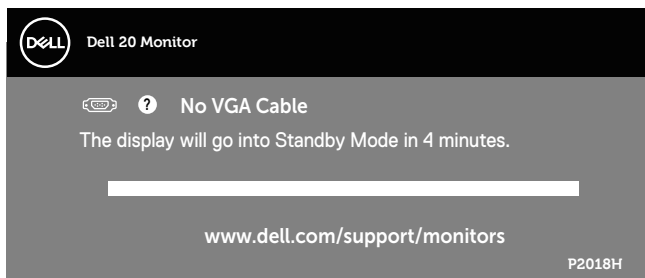 DELL
Dell 20 Monitor
? No VGA Cable
The display will go into Standby Mode in 4 minutes.
www.dell.com/support/monitors
P2018H